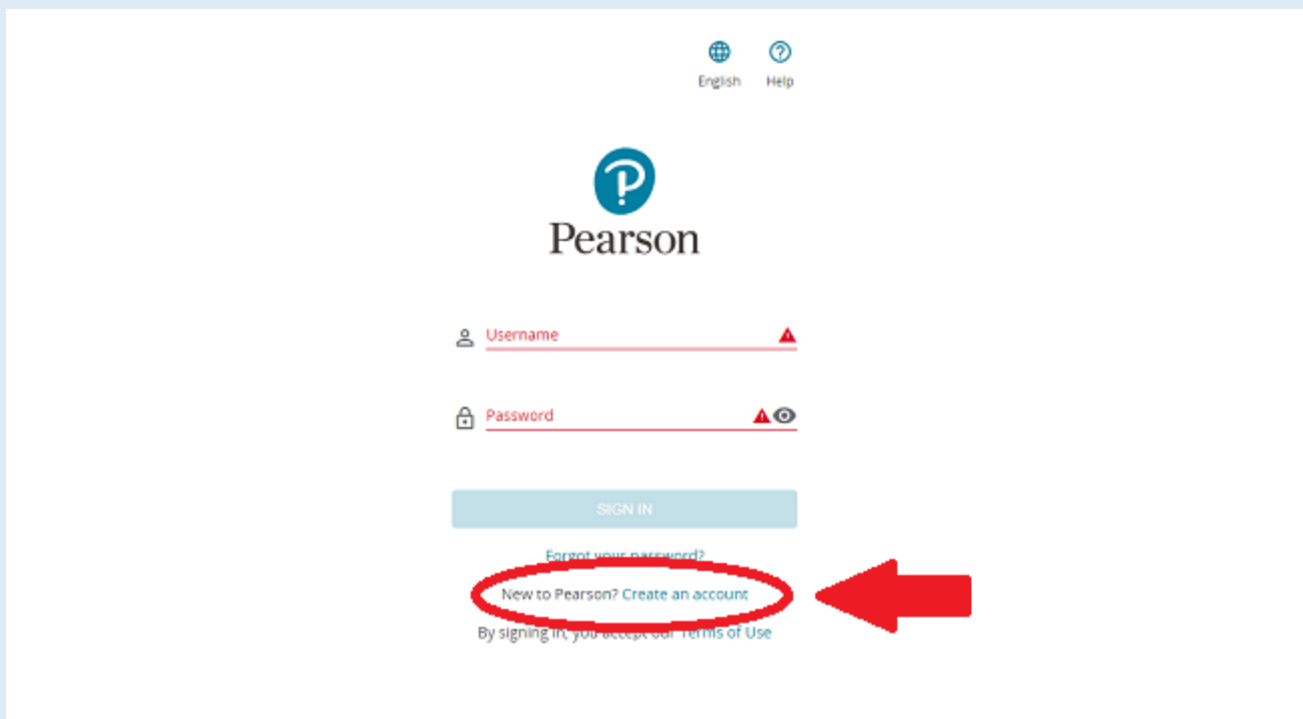 English Help
Pearson
Username
Password
SIGN IN
Forgot your password?
New to Pearson? Create an account
By signing in, you accept our Terms of Use